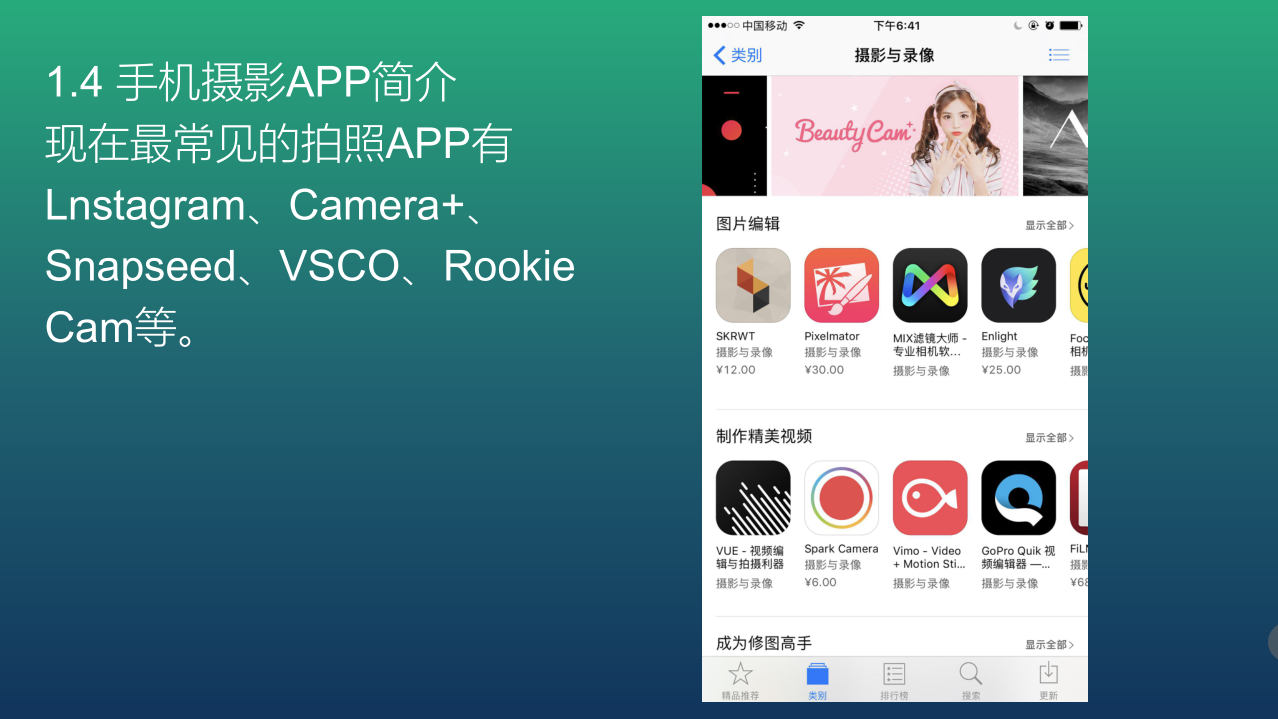 1.4 手机摄影APP简介
现在最常见的拍照APP有
Lnstagram、Camera+、
Snapseed、VSCO、Rookie
Cam等。
中国移动 下午6:41
类别 摄影与录像
BeautyCam
图片编辑 显示全部
SKRWT
摄影与录像
¥12.00
Pixelmator
摄影与录像
¥30.00
MIX滤镜大师 -
专业相机软...
摄影与录像
Enlight
摄影与录像
¥25.00
Foc
相机
摄影
制作精美视频 显示全部
VUE - 视频编
辑与拍摄利器
摄影与录像
Spark Camera
摄影与录像
¥6.00
Vimo - Video
+ Motion Sti...
摄影与录像
GoPro Quik 视
频编辑器 —...
摄影与录像
FiLM
摄影
¥68
成为修图高手 显示全部
精品推荐 类别 排行榜 搜索 更新